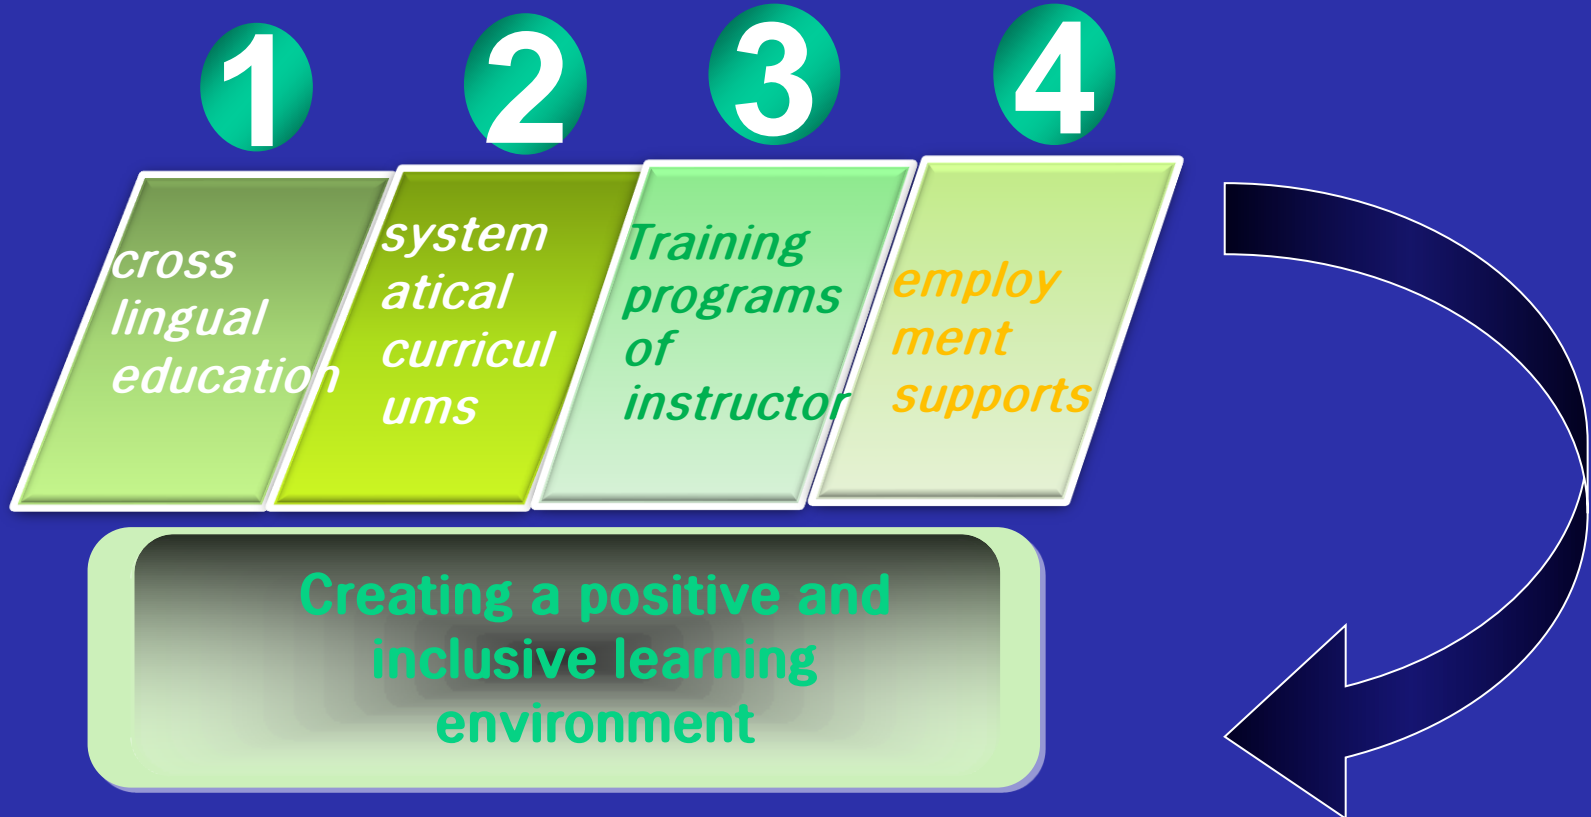 1
2
3
4
cross
lingual
education
system
atical
curricul
ums
Training
programs
of
instructor
employ
ment
supports
Creating a positive and
inclusive learning
environment